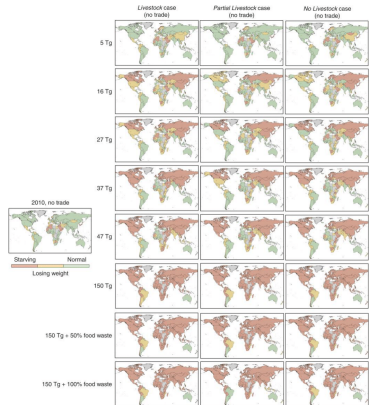 Livestock case Partial Livestock case No Livestock case
(no trade) (no trade) (no trade)
5 Tg
16 Tg
27 Tg
37 Tg
2010, no trade
47 Tg
Starving Normal
Losing weight
150 Tg
150 Tg + 50% food waste
150 Tg + 100% food waste